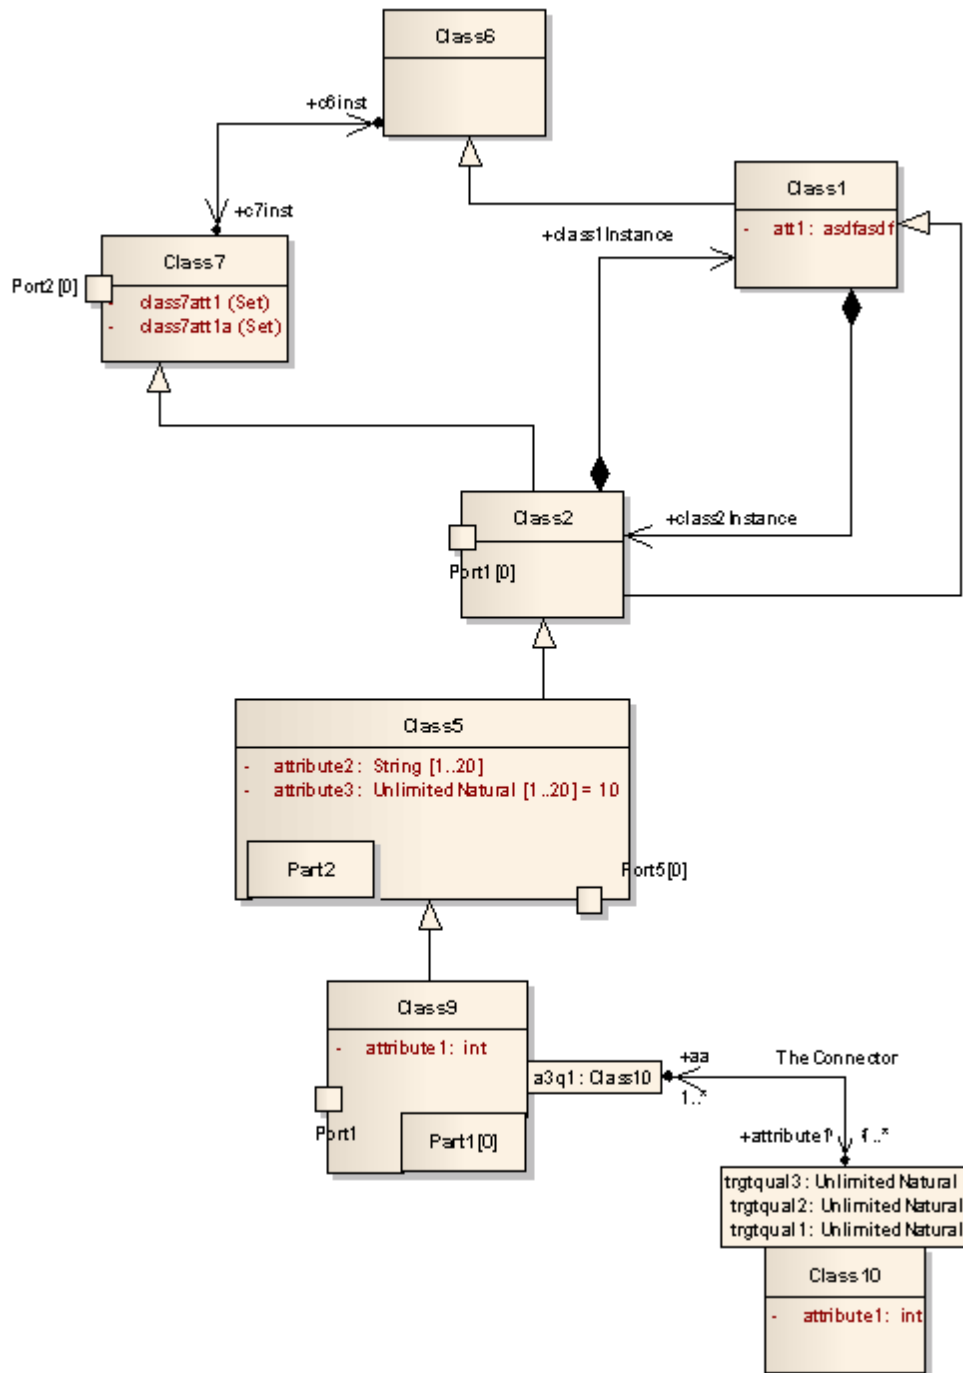 Class6
+c6inst
Class1
- att1: asdfasdf
+c7inst
+class1Instance
Class7
Port2 [0]
- class7att1 (Set)
- class7att1a (Set)
Class2
+class2Instance
Port1 [0]
Class5
- attribute2: String [1..20]
- attribute3: UnlimitedNatural [1..20] = 10
Part2
Port5[0]
Class9
- attribute1: int
a3q1: Class10
+aa
The Connector
1..*
Port1
Part1[0]
+attribute1
1..*
trgtqual3: UnlimitedNatural
trgtqual2: UnlimitedNatural
trgtqual1: UnlimitedNatural
Class10
- attribute1: int